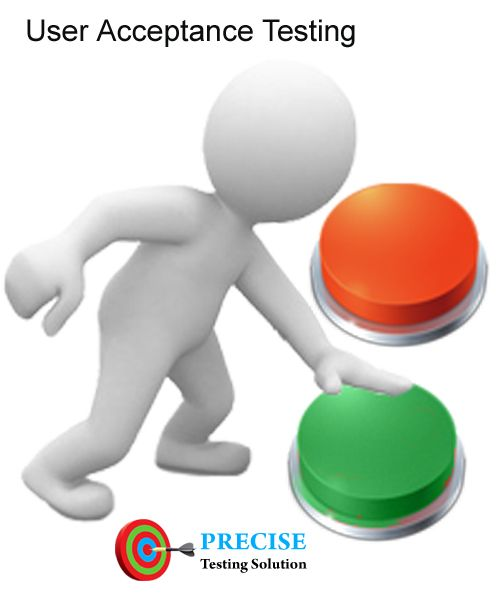 User Acceptance Testing
PRECISE
Testing Solution